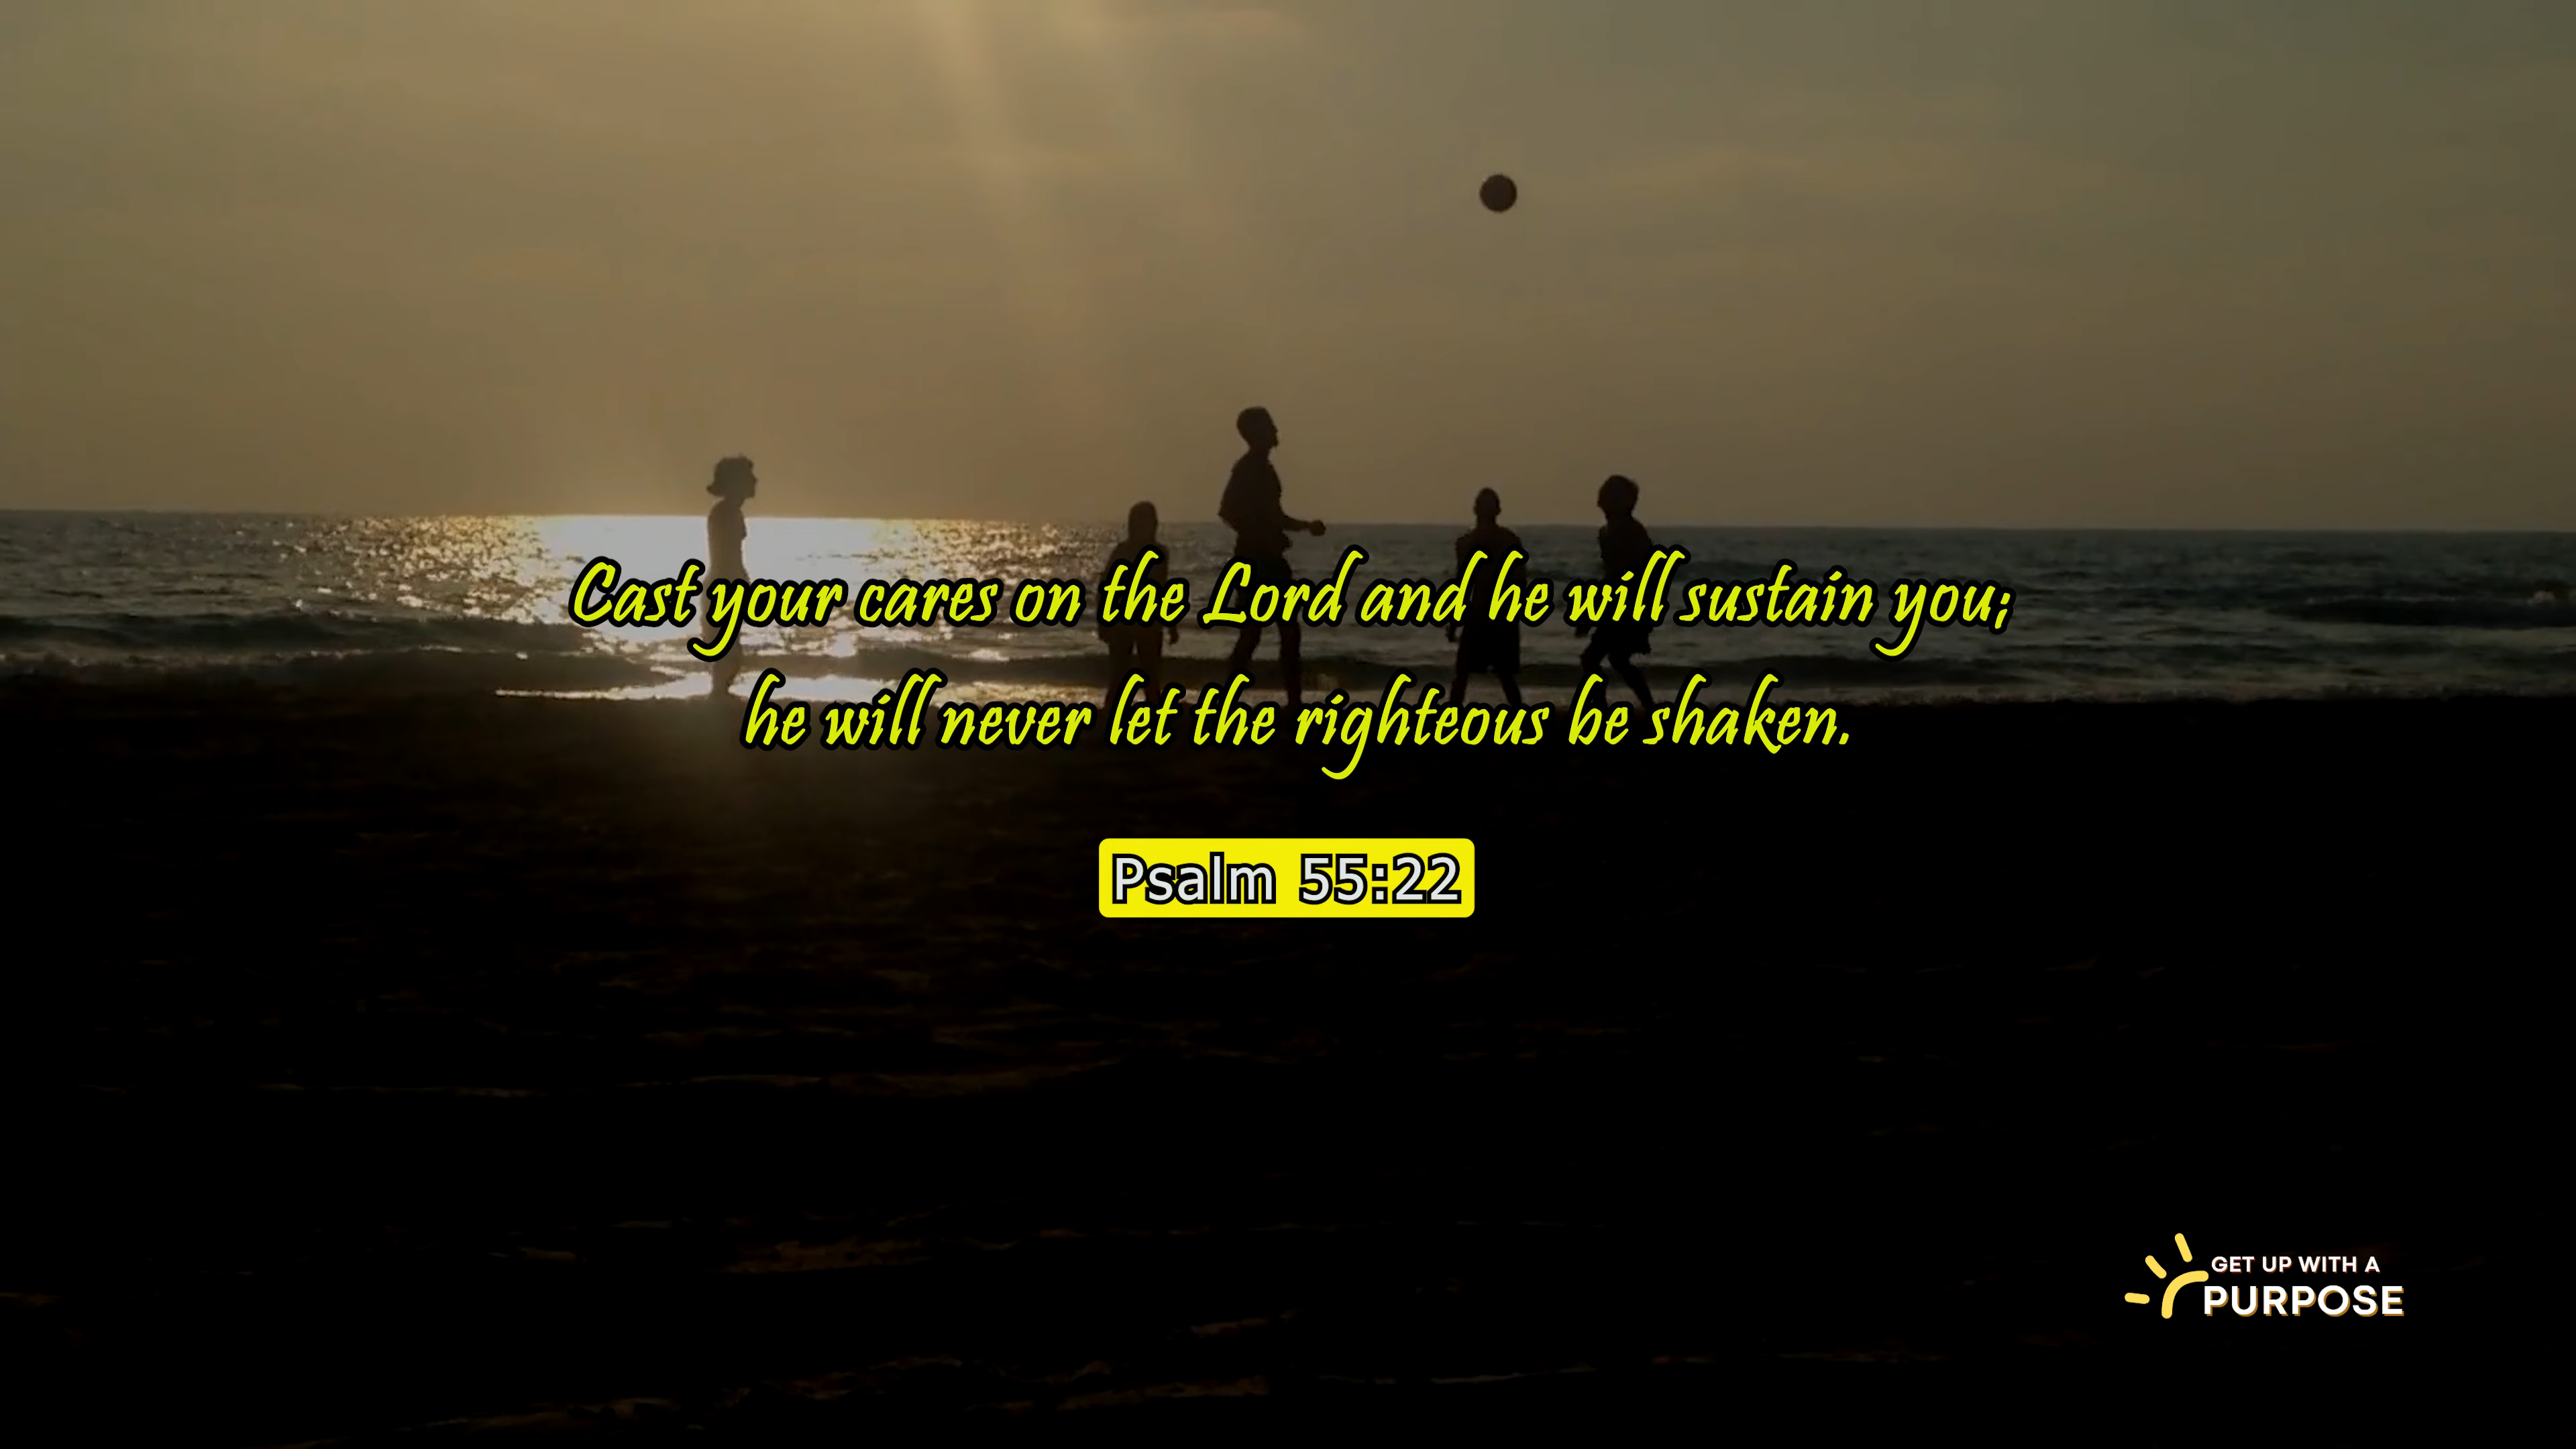 Cast your cares on the Lord and he will sustain you;
he will never let the righteous be shaken.
Psalm 55:22
GET UP WITH A
PURPOSE